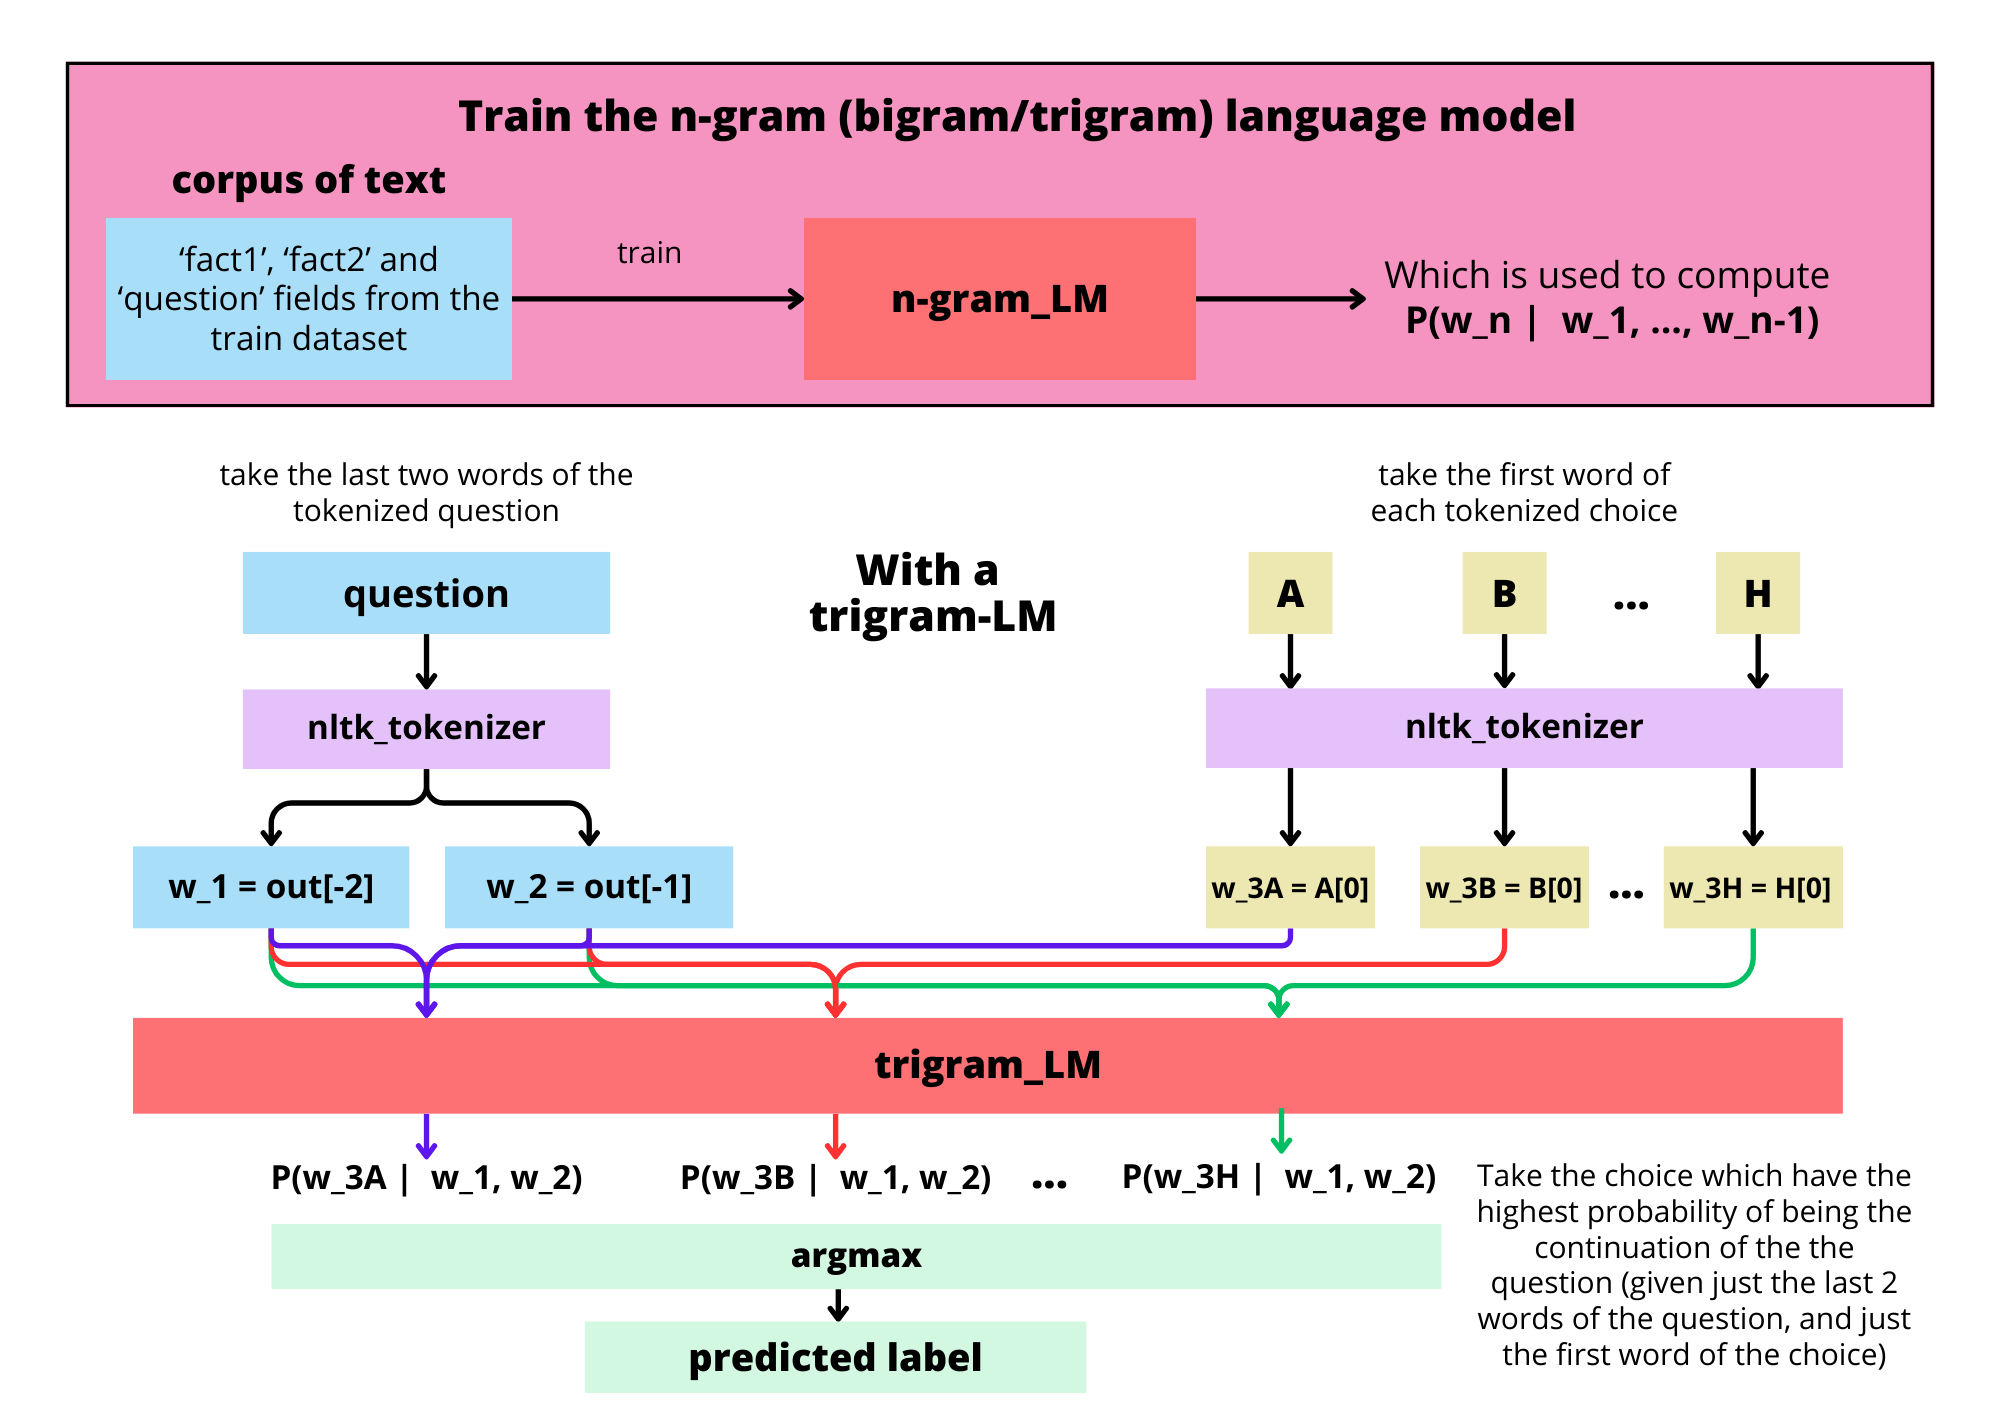 Train the n-gram (bigram/trigram) language model
corpus of text
‘fact1’, ‘fact2’ and
‘question’ fields from the
train dataset
train
n-gram_LM
Which is used to compute
P(w_n | w_1, ..., w_n-1)
take the last two words of the
tokenized question
take the first word of
each tokenized choice
question
With a
trigram-LM
A
B
...
H
nltk_tokenizer
nltk_tokenizer
w_1 = out[-2]
w_2 = out[-1]
w_3A = A[0]
w_3B = B[0]
...
w_3H = H[0]
trigram_LM
P(w_3A | w_1, w_2)
P(w_3B | w_1, w_2)
...
P(w_3H | w_1, w_2)
Take the choice which have the
highest probability of being the
continuation of the the
question (given just the last 2
words of the question, and just
the first word of the choice)
argmax
predicted label